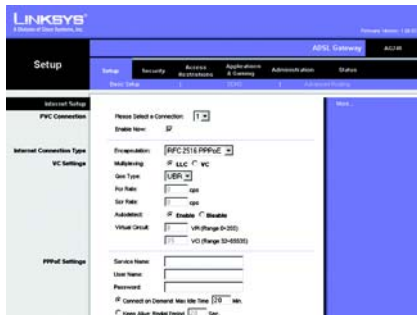 LINKSYS®
A Division of Cisco Systems, Inc.
ADSL Gateway
AG241
Setup
Setup Security Access Restrictions Applications & Gaming Administration Status
Basic Setup | DDNS | Advanced Routing
Internet Setup
PVC Connection
Please Select a Connection: 1
Enable Now:
Internet Connection Type
Encapsulation: RFC 2516 PPPoE
VC Settings
Multiplexing: LLC VC
Qos Type: UBR
Pcr Rate: cps
Scr Rate: cps
Autodetect: Enable Disable
Virtual Circuit: VPI (Range 0~255)
VCI (Range 32~65535)
PPPoE Settings
Service Name:
User Name:
Password:
Connect on Demand: Max Idle Time 20 Min.
Keep Alive: Redial Period Sec.
More...